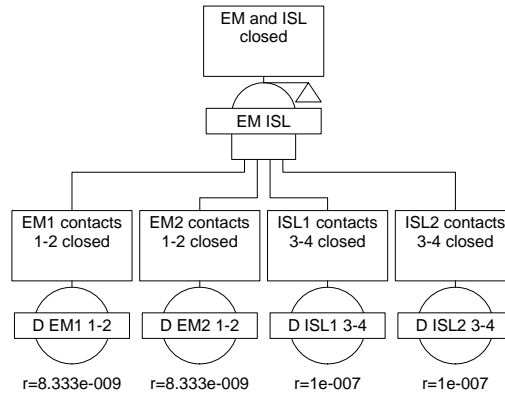 EM and ISL
closed
EM ISL
EM1 contacts
1-2 closed
EM2 contacts
1-2 closed
ISL1 contacts
3-4 closed
ISL2 contacts
3-4 closed
D EM1 1-2
D EM2 1-2
D ISL1 3-4
D ISL2 3-4
r=8.333e-009
r=8.333e-009
r=1e-007
r=1e-007